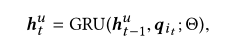 h_t^u = GRU(h_{t-1}^u, q_{i_t}; Θ),